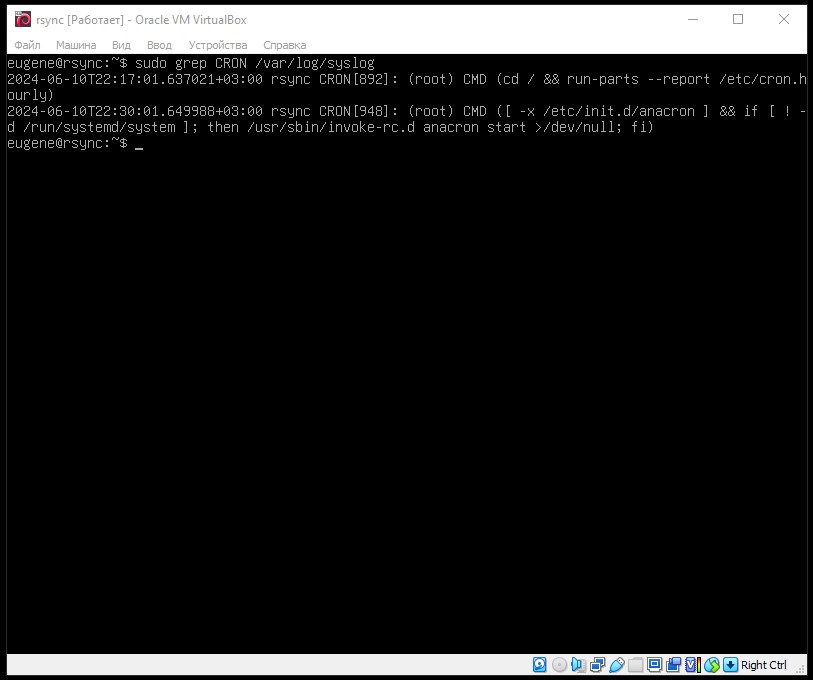 rsync [Работает] - Oracle VM VirtualBox
Файл Машина Вид Ввод Устройства Справка
eugene@rsync:~$ sudo grep CRON /var/log/syslog
2024-06-10T22:17:01.637021+03:00 rsync CRON[892]: (root) CMD (cd / && run-parts --report /etc/cron.h
ourly)
2024-06-10T22:30:01.649988+03:00 rsync CRON[948]: (root) CMD ([ -x /etc/init.d/anacron ] && if [ ! -
d /run/systemd/system ]; then /usr/sbin/invoke-rc.d anacron start >/dev/null; fi)
eugene@rsync:~$ _
Right Ctrl